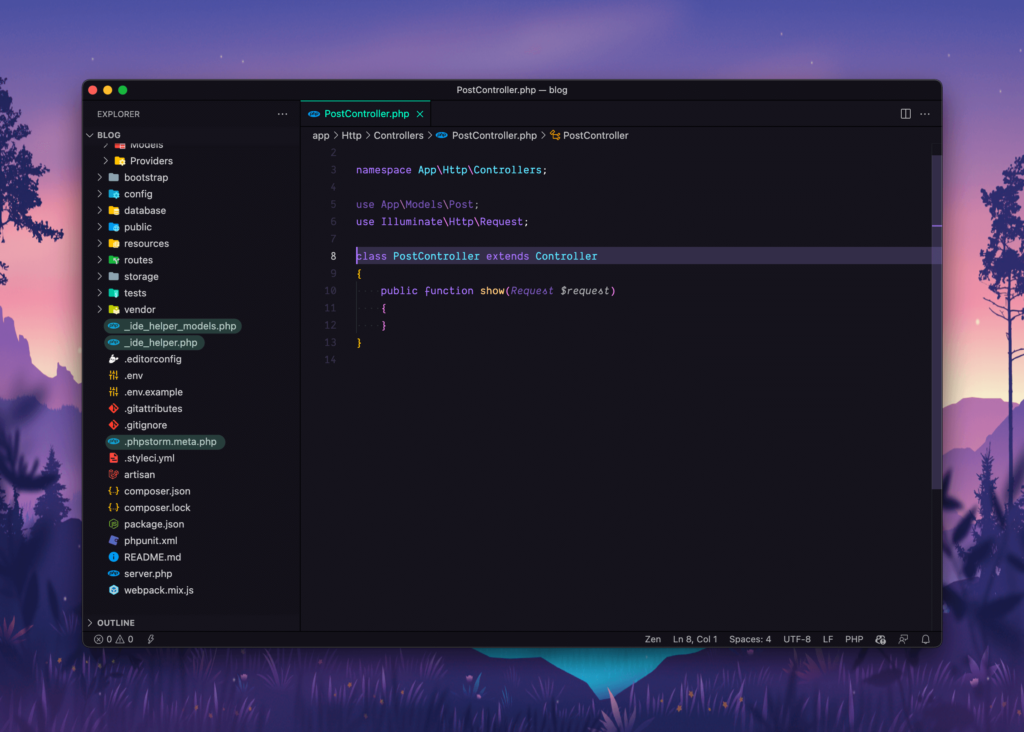 PostController.php — blog
EXPLORER
BLOG
Models
Providers
bootstrap
config
database
public
resources
routes
storage
tests
vendor
_ide_helper_models.php
_ide_helper.php
.editorconfig
.env
.env.example
.gitattributes
.gitignore
.phpstorm.meta.php
.styleci.yml
artisan
composer.json
composer.lock
package.json
phpunit.xml
README.md
server.php
webpack.mix.js
OUTLINE
PostController.php
app > Http > Controllers > PostController.php > PostController
2
3 namespace App\Http\Controllers;
4
5 use App\Models\Post;
6 use Illuminate\Http\Request;
7
8 class PostController extends Controller
9 {
10 public function show(Request $request)
11 {
12 }
13 }
14
0 0
Zen Ln 8, Col 1 Spaces: 4 UTF-8 LF PHP